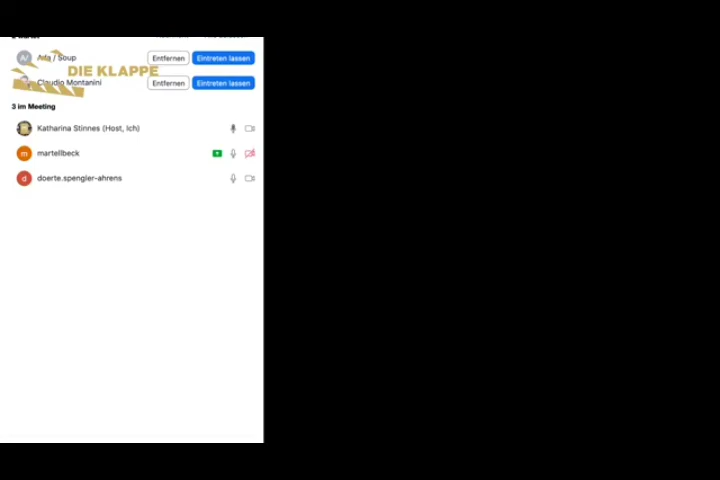 Ada / Soup
Entfernen
Eintreten lassen
DIE KLAPPE
Claudio Montanini
Entfernen
Eintreten lassen
3 im Meeting
Katharina Stinnes (Host, Ich)
m
martellbeck
d
doerte.spengler-ahrens